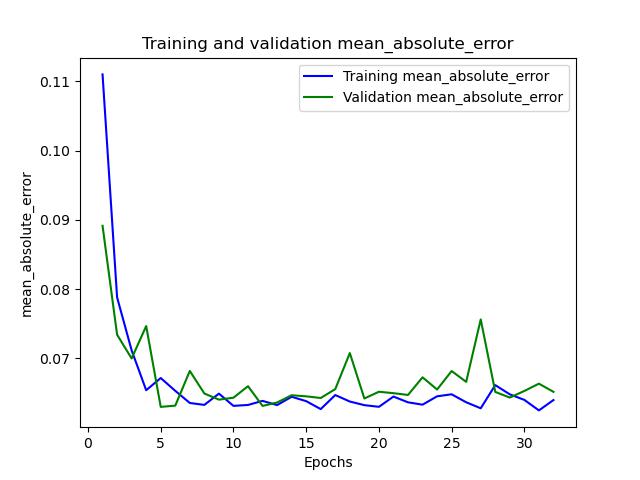 Training and validation mean_absolute_error
Training mean_absolute_error
Validation mean_absolute_error
mean_absolute_error
0.11
0.10
0.09
0.08
0.07
0 5 10 15 20 25 30
Epochs